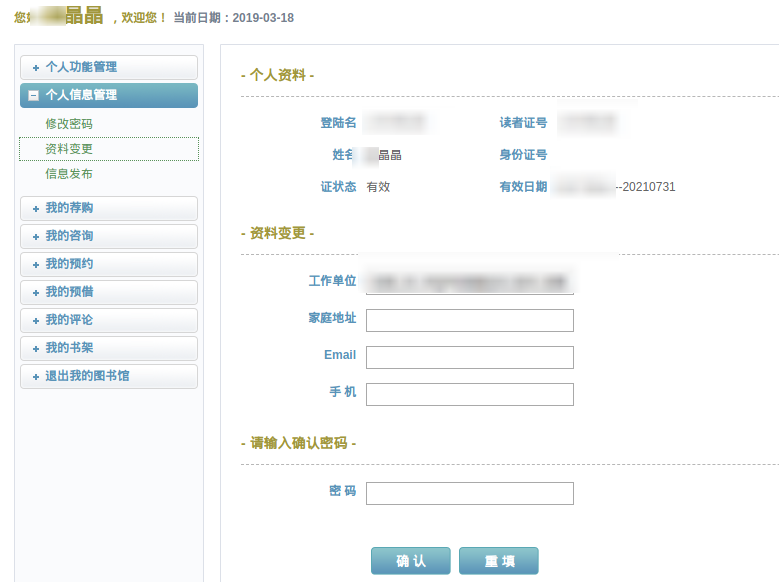 您好 晶晶 ，欢迎您！ 当前日期：2019-03-18
个人功能管理
个人信息管理
修改密码
资料变更
信息发布
我的荐购
我的咨询
我的预约
我的预借
我的评论
我的书架
退出我的图书馆
- 个人资料 -
登陆名 读者证号
姓名 晶晶 身份证号
证状态 有效 有效日期 --20210731
- 资料变更 -
工作单位
家庭地址
Email
手 机
- 请输入确认密码 -
密 码
确 认 重 填